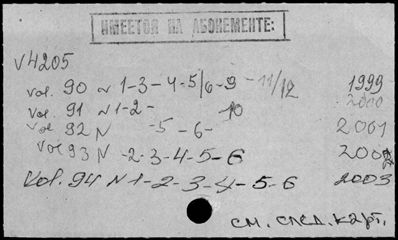 ИМЕЕТСЯ НА АБОНЕМЕНТЕ:
V4205
vol. 90 N 1-3-4-5/6-9-11/12 1999
vol. 91 N 1-2- 10 2000
vol 92 N -5-6- 2001
vol 93 N -2-3-4-5-6 2002
Vol. 94 N 1-2-3-4-5-6 2003
см. след. карт.